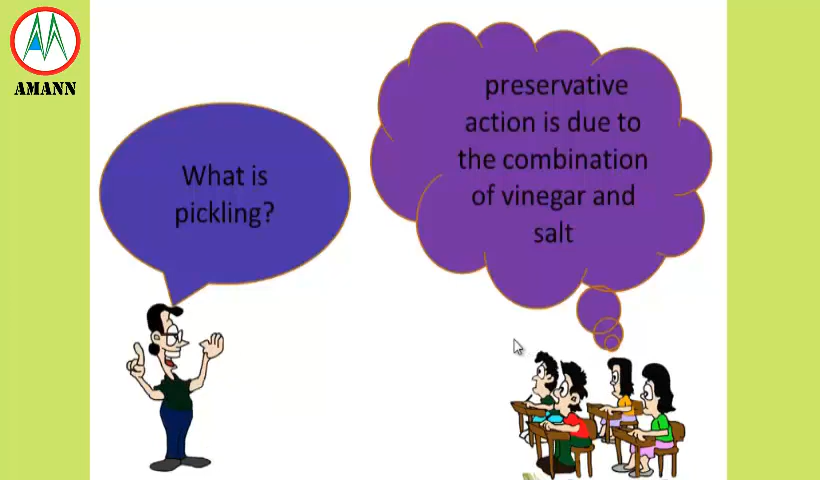 AMANN
What is
pickling?
preservative
action is due to
the combination
of vinegar and
salt